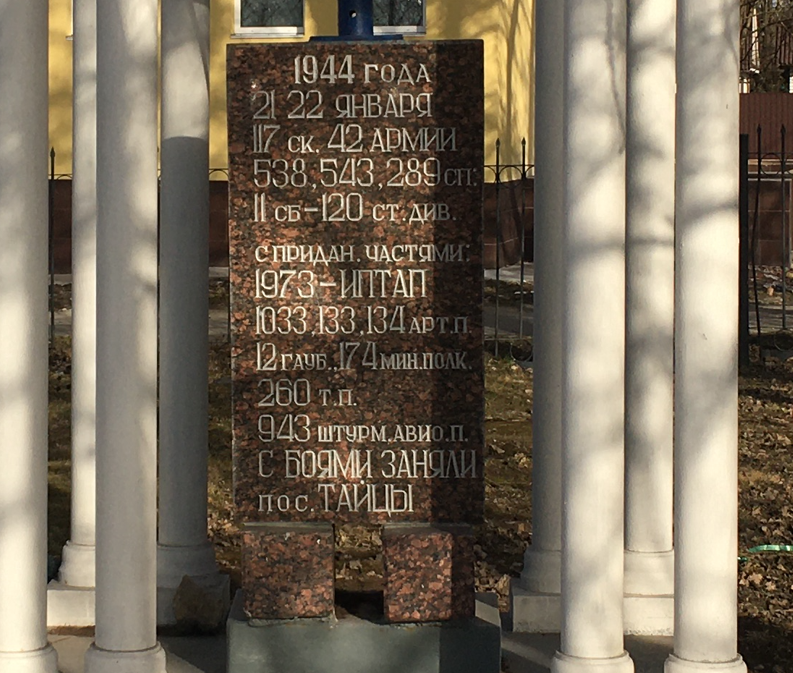 1944 ГОДА
21 22 ЯНВАРЯ
117 СК. 42 АРМИИ
538, 543, 289 СП.
11 СБ - 120 СТ. ДИВ.
С ПРИДАН. ЧАСТЯМИ:
1973 - ИПТАП
1033, 133, 134 АРТ.П.
12 ГАУБ., 174 МИН. ПОЛК.
260 Т.П.
943 ШТУРМ. АВИО.П.
С БОЯМИ ЗАНЯЛИ
ПОС. ТАЙЦЫ